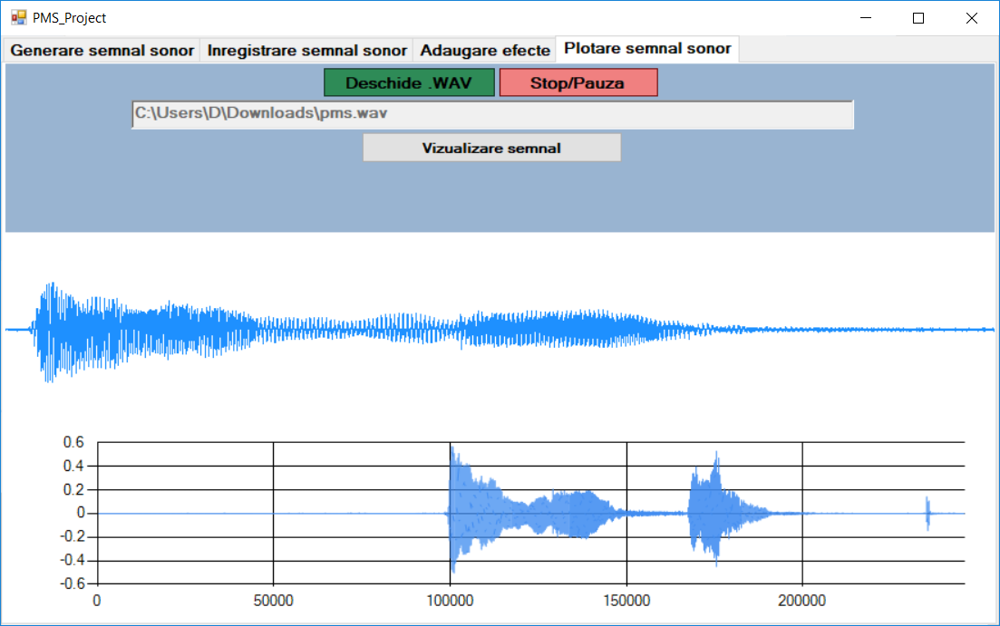 PMS_Project
Generare semnal sonor Inregistrare semnal sonor Adaugare efecte Plotare semnal sonor
Deschide .WAV Stop/Pauza
C:\Users\D\Downloads\pms.wav
Vizualizare semnal
0.6
0.4
0.2
0
-0.2
-0.4
-0.6
0 50000 100000 150000 200000